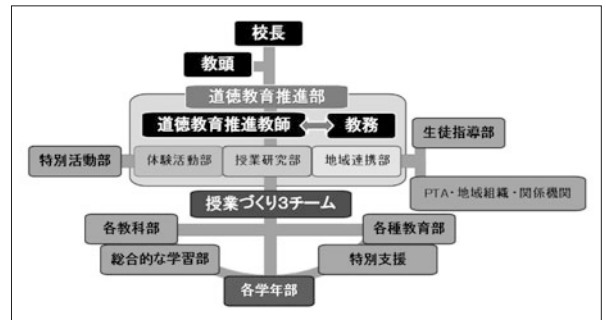 校長
教頭
道徳教育推進部
道徳教育推進教師 教務
生徒指導部
特別活動部 体験活動部 授業研究部 地域連携部
PTA・地域組織・関係機関
授業づくり3チーム
各教科部 各種教育部
総合的な学習部 特別支援
各学年部